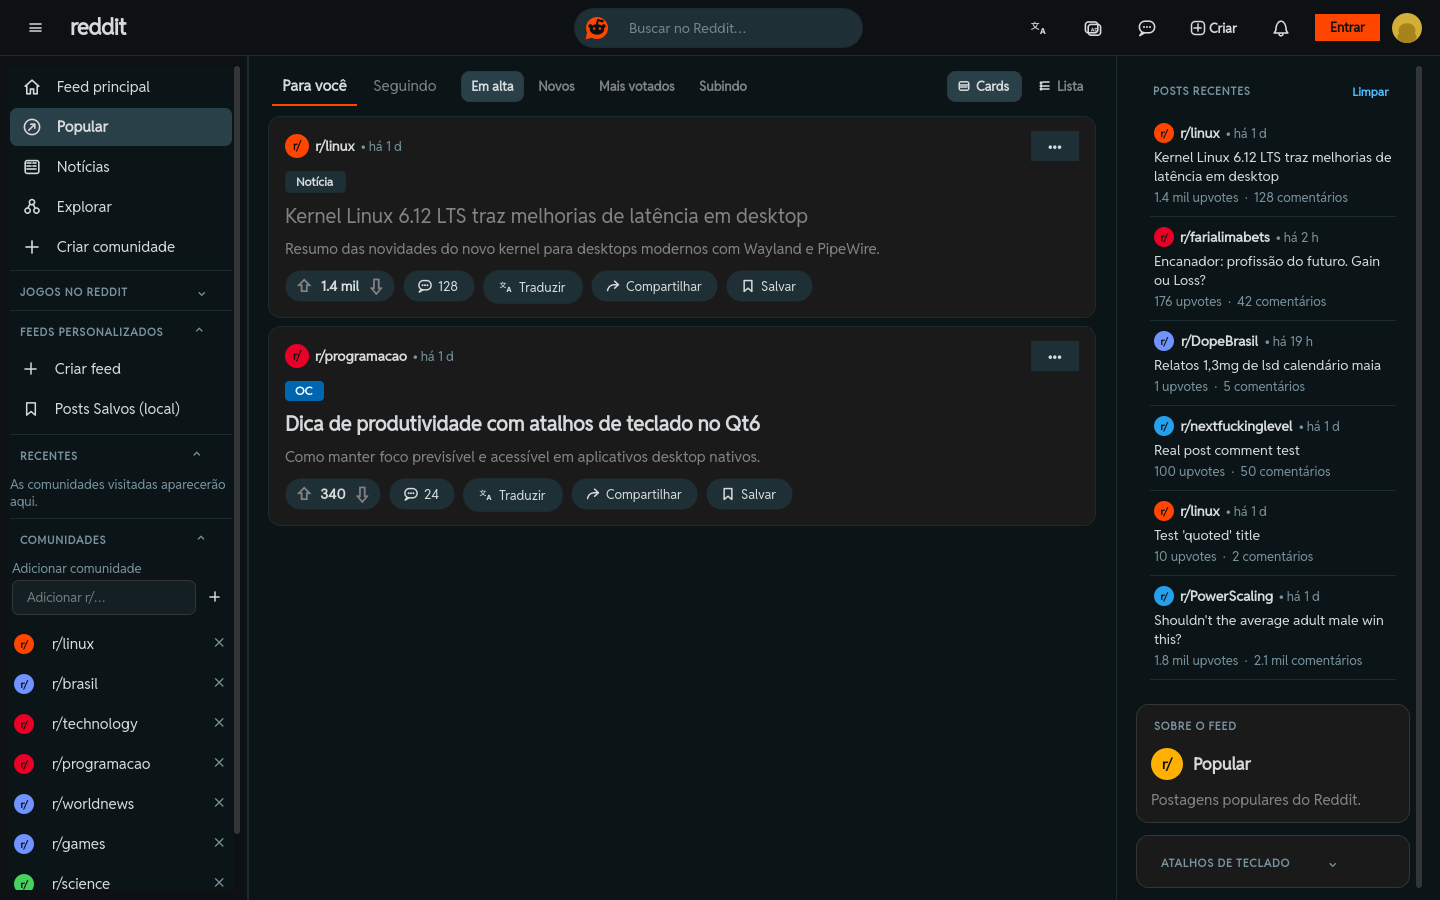 reddit
Buscar no Reddit...
Criar
Entrar
Feed principal
Popular
Notícias
Explorar
Criar comunidade
JOGOS NO REDDIT
FEEDS PERSONALIZADOS
Criar feed
Posts Salvos (local)
RECENTES
As comunidades visitadas aparecerão
aqui.
COMUNIDADES
Adicionar comunidade
Adicionar r/...
r/ r/linux
r/ r/brasil
r/ r/technology
r/ r/programacao
r/ r/worldnews
r/ r/games
r/ r/science
Para você Seguindo Em alta Novos Mais votados Subindo Cards Lista
r/ r/linux • há 1 d
Notícia
Kernel Linux 6.12 LTS traz melhorias de latência em desktop
Resumo das novidades do novo kernel para desktops modernos com Wayland e PipeWire.
1.4 mil 128 Traduzir Compartilhar Salvar
r/ r/programacao • há 1 d
OC
Dica de produtividade com atalhos de teclado no Qt6
Como manter foco previsível e acessível em aplicativos desktop nativos.
340 24 Traduzir Compartilhar Salvar
POSTS RECENTES Limpar
r/ r/linux • há 1 d
Kernel Linux 6.12 LTS traz melhorias de
latência em desktop
1.4 mil upvotes · 128 comentários
r/ r/farialimabets • há 2 h
Encanador: profissão do futuro. Gain
ou Loss?
176 upvotes · 42 comentários
r/ r/DopeBrasil • há 19 h
Relatos 1,3mg de lsd calendário maia
1 upvotes · 5 comentários
r/ r/nextfuckinglevel • há 1 d
Real post comment test
100 upvotes · 50 comentários
r/ r/linux • há 1 d
Test 'quoted' title
10 upvotes · 2 comentários
r/ r/PowerScaling • há 1 d
Shouldn't the average adult male win
this?
1.8 mil upvotes · 2.1 mil comentários
SOBRE O FEED
r/ Popular
Postagens populares do Reddit.
ATALHOS DE TECLADO